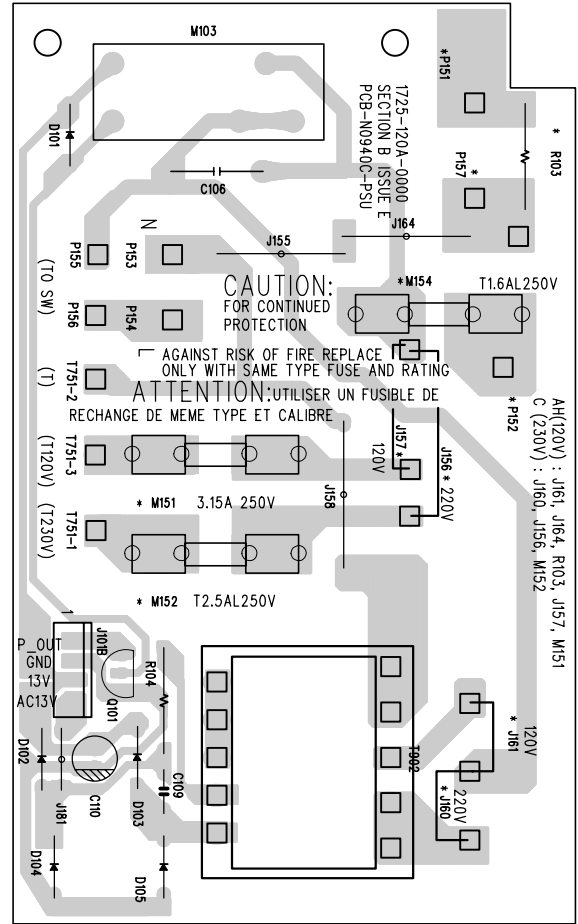 M103
* P151
D101
1725-120A-0000
SECTION B ISSUE E
PCB-N0940C-PSU
* R103
P157 *
C106
N
J155
J164
(TO SW)
P155
P153
CAUTION:
FOR CONTINUED
PROTECTION
*M154
T1.6AL250V
P156
P154
AGAINST RISK OF FIRE REPLACE
ONLY WITH SAME TYPE FUSE AND RATING
(T)
T751-2
ATTENTION:UTILISER UN FUSIBLE DE
RECHANGE DE MEME TYPE ET CALIBRE
* P152
AH(120V) : J161, J164, R103, J157, M151
C (230V) : J160, J156, M152
(T120V)
T751-3
J157 *
120V
J156 * 220V
* M151 3.15A 250V
J158
(T230V)
T751-1
* M152 T2.5AL250V
1
P_OUT
GND
13V
AC13V
J101B
Q101
R104
T902
120V
* J161
220V
* J160
D102
J181
C110
D103
C109
D104
D105